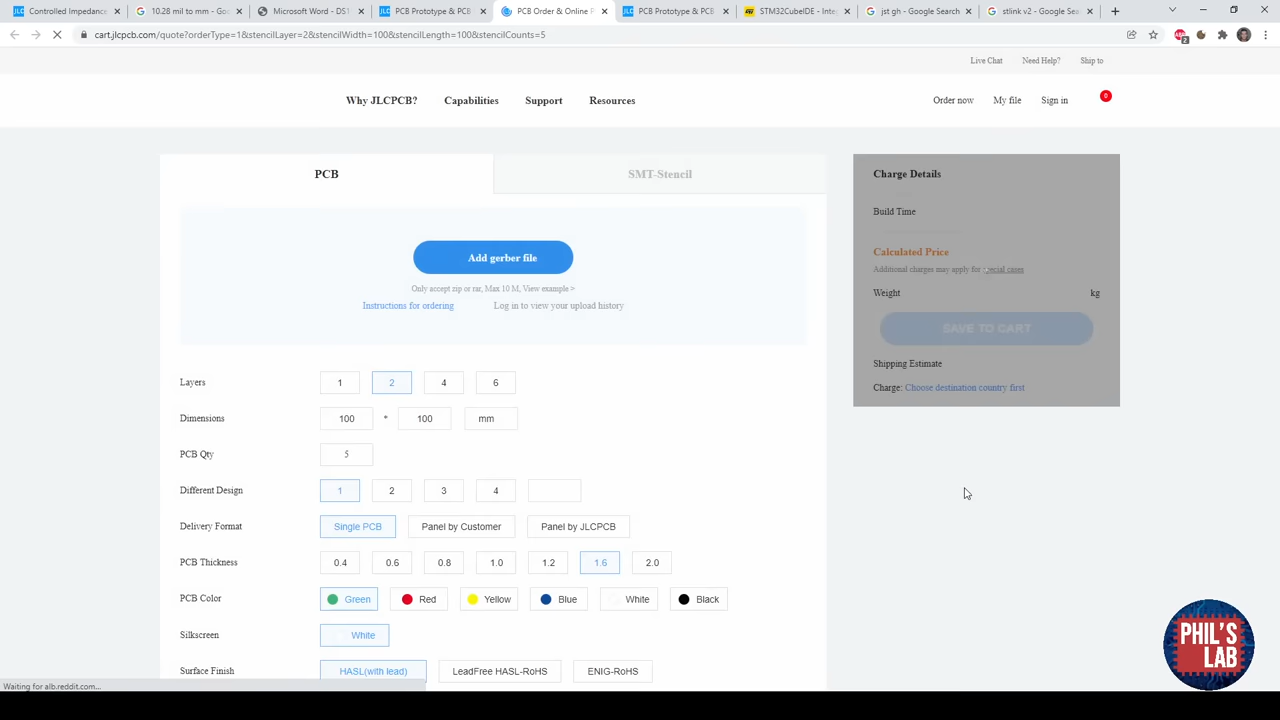 Controlled Impedance
10.28 mil to mm - Go
Microsoft Word - DS1
PCB Prototype & PCB
PCB Order & Online P
PCB Prototype & PCB
STM32CubeIDE - Integ
jst gh - Google Search
stlink v2 - Google Sea
cart.jlcpcb.com/quote?orderType=1&stencilLayer=2&stencilWidth=100&stencilLength=100&stencilCounts=5
2
Live Chat Need Help? Ship to
Why JLCPCB? Capabilities Support Resources Order now My file Sign in 0
PCB SMT-Stencil
Add gerber file
Only accept zip or rar, Max 10 M, View example >
Instructions for ordering Log in to view your upload history
Layers 1 2 4 6
Dimensions 100 * 100 mm
PCB Qty 5
Different Design 1 2 3 4
Delivery Format Single PCB Panel by Customer Panel by JLCPCB
PCB Thickness 0.4 0.6 0.8 1.0 1.2 1.6 2.0
PCB Color Green Red Yellow Blue White Black
Silkscreen White
Surface Finish HASL(with lead) LeadFree HASL-RoHS ENIG-RoHS
Charge Details
Build Time
Calculated Price
Additional charges may apply for special cases
Weight kg
SAVE TO CART
Shipping Estimate
Charge: Choose destination country first
Waiting for alb.reddit.com...
PHIL'S
LAB